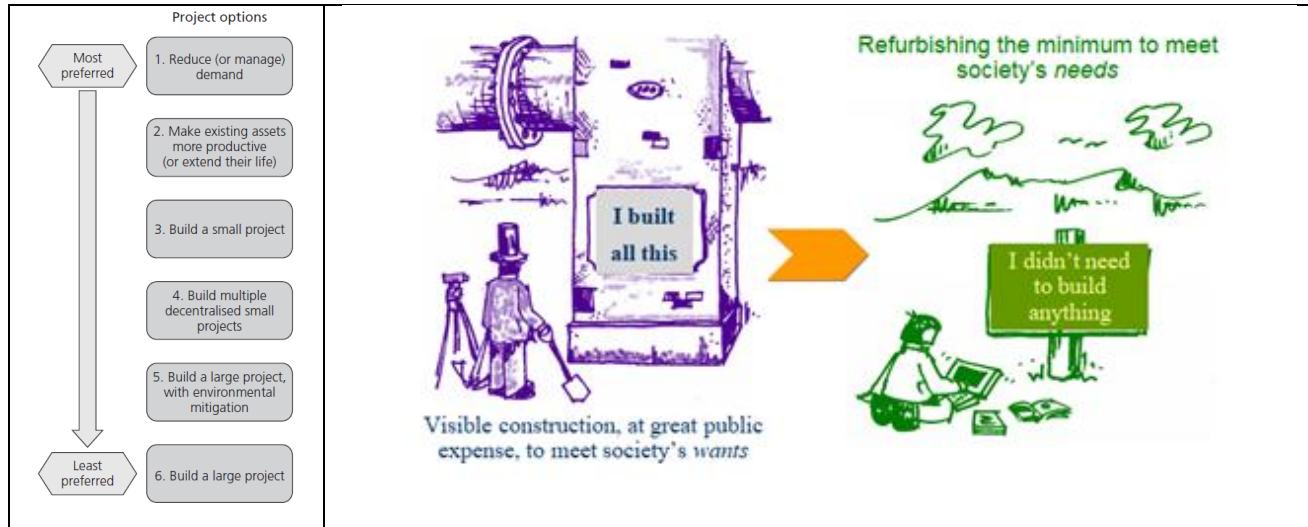 Project options
Most
preferred
1. Reduce (or manage)
demand
2. Make existing assets
more productive
(or extend their life)
3. Build a small project
4. Build multiple
decentralised small
projects
5. Build a large project,
with environmental
mitigation
Least
preferred
6. Build a large project
I built
all this
Visible construction, at great public
expense, to meet society's wants
Refurbishing the minimum to meet
society's needs
I didn't need
to build
anything